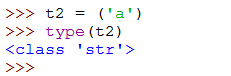 >>> t2 = ('a')
>>> type(t2)
<class 'str'>
>>>